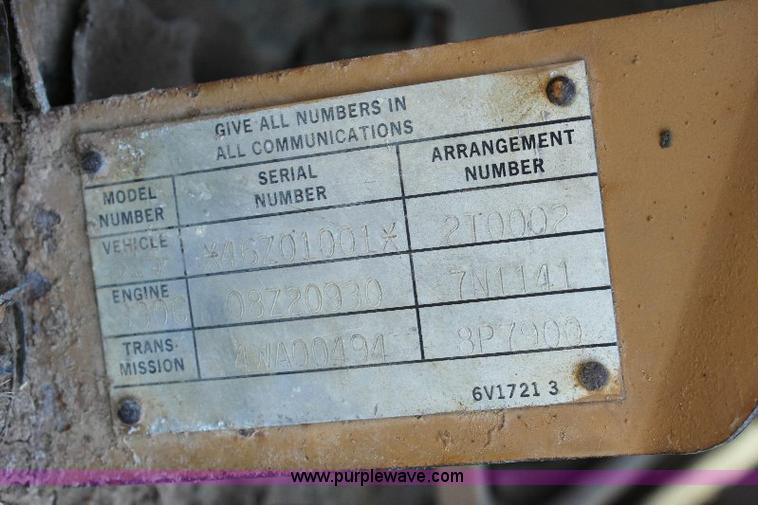 GIVE ALL NUMBERS IN
ALL COMMUNICATIONS
MODEL
NUMBER
SERIAL
NUMBER
ARRANGEMENT
NUMBER
VEHICLE
*46Z01001*
2T0002
ENGINE
08Z20930
7N1141
TRANS-
MISSION
4WA00494
8P7900
6V1721 3
www.purplewave.com